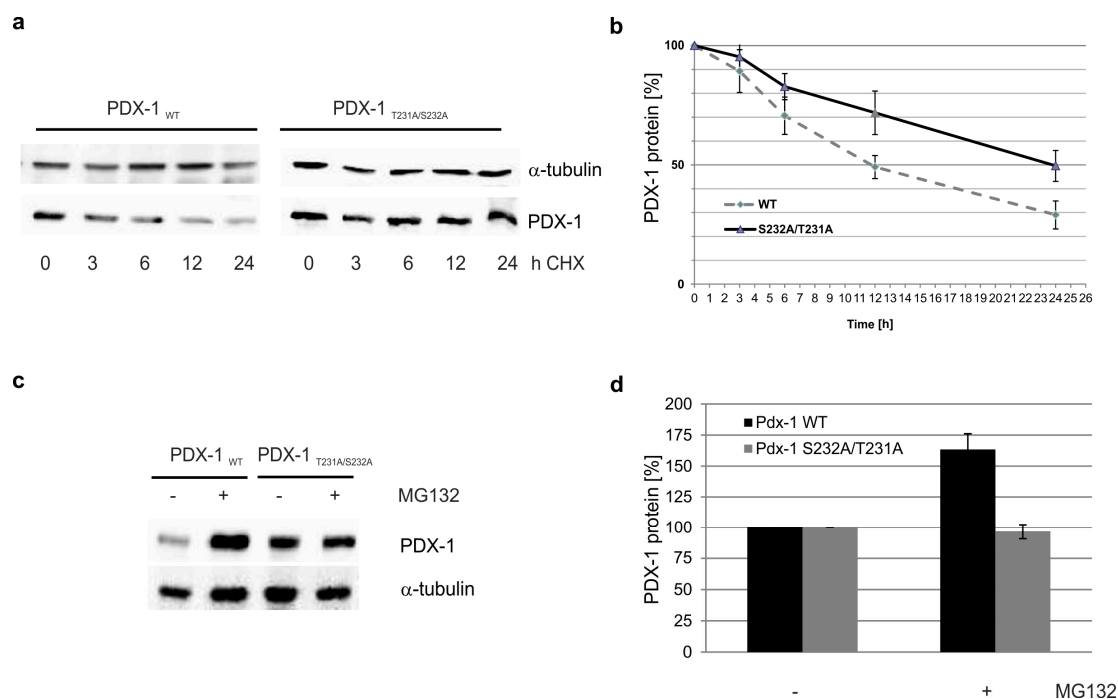 a
PDX-1 WT
PDX-1 T231A/S232A
α-tubulin
PDX-1
0 3 6 12 24 0 3 6 12 24 h CHX
b
PDX-1 protein [%]
100
50
0
WT
S232A/T231A
0 1 2 3 4 5 6 7 8 9 10 11 12 13 14 15 16 17 18 19 20 21 22 23 24 25 26
Time [h]
c
PDX-1 WT PDX-1 T231A/S232A
- + - + MG132
PDX-1
α-tubulin
d
PDX-1 protein [%]
200
175
150
125
100
75
50
25
0
Pdx-1 WT
Pdx-1 S232A/T231A
- + MG132